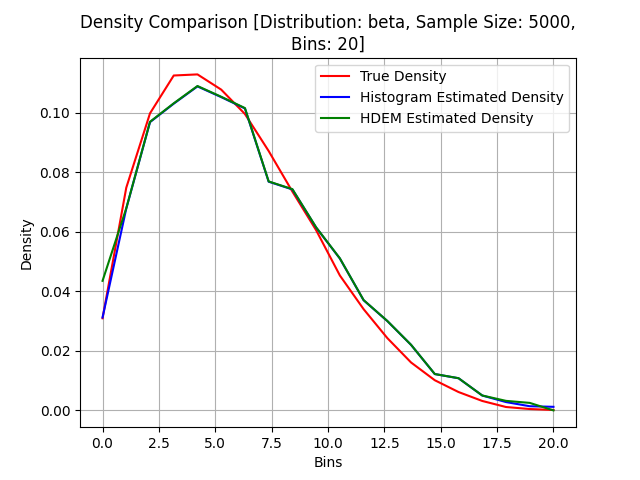 Density Comparison [Distribution: beta, Sample Size: 5000,
Bins: 20]
True Density
Histogram Estimated Density
HDEM Estimated Density
Density
0.10
0.08
0.06
0.04
0.02
0.00
0.0 2.5 5.0 7.5 10.0 12.5 15.0 17.5 20.0
Bins